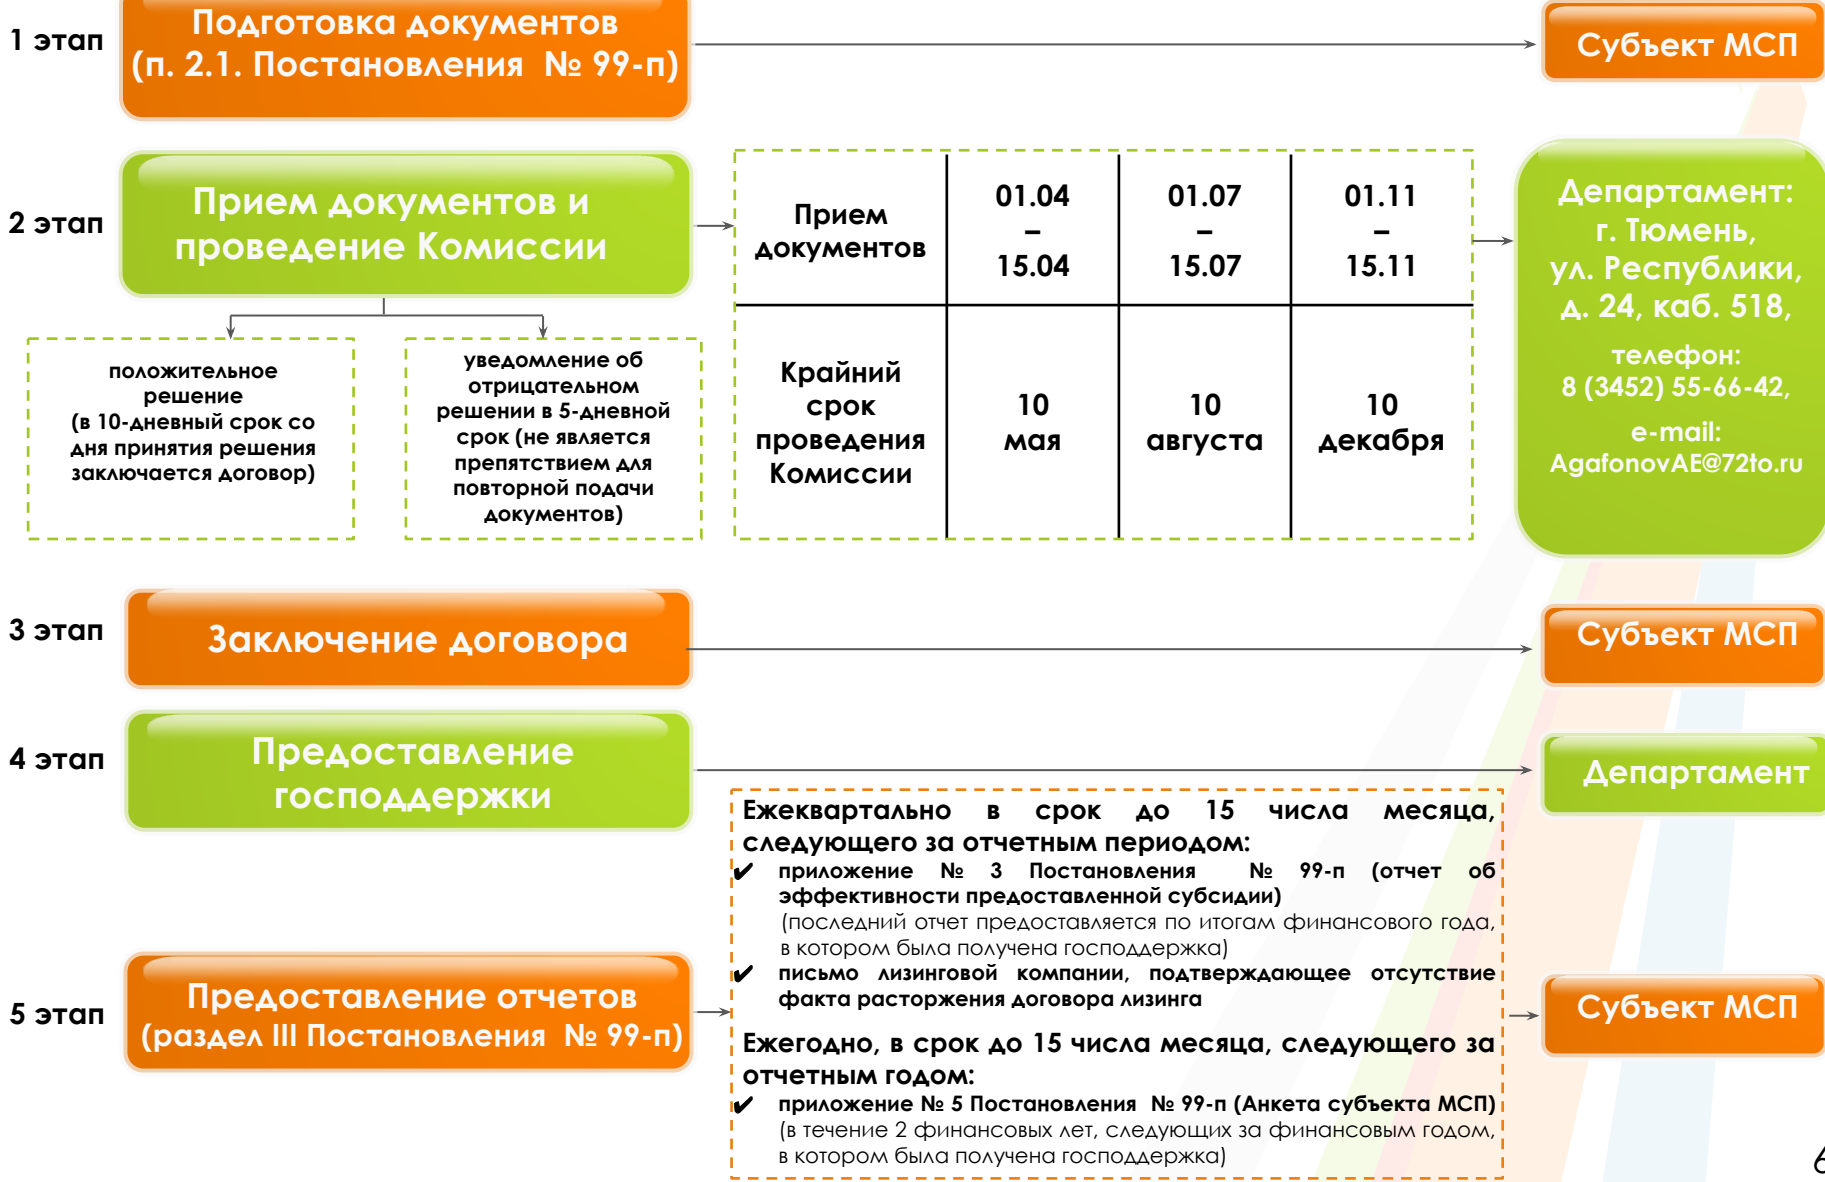 1 этап
Подготовка документов
(п. 2.1. Постановления № 99-п)
Субъект МСП
2 этап
Прием документов и
проведение Комиссии
положительное
решение
(в 10-дневный срок со
дня принятия решения
заключается договор)
уведомление об
отрицательном
решении в 5-дневной
срок (не является
препятствием для
повторной подачи
документов)
Прием
документов
01.04
–
15.04
01.07
–
15.07
01.11
–
15.11
Крайний
срок
проведения
Комиссии
10
мая
10
августа
10
декабря
Департамент:
г. Тюмень,
ул. Республики,
д. 24, каб. 518,
телефон:
8 (3452) 55-66-42,
e-mail:
AgafonovAE@72to.ru
3 этап
Заключение договора
Субъект МСП
4 этап
Предоставление
господдержки
Департамент
5 этап
Предоставление отчетов
(раздел III Постановления № 99-п)
Ежеквартально в срок до 15 числа месяца,
следующего за отчетным периодом:
✔ приложение № 3 Постановления № 99-п (отчет об
эффективности предоставленной субсидии)
(последний отчет предоставляется по итогам финансового года,
в котором была получена господдержка)
✔ письмо лизинговой компании, подтверждающее отсутствие
факта расторжения договора лизинга
Ежегодно, в срок до 15 числа месяца, следующего за
отчетным годом:
✔ приложение № 5 Постановления № 99-п (Анкета субъекта МСП)
(в течение 2 финансовых лет, следующих за финансовым годом,
в котором была получена господдержка)
Субъект МСП
6